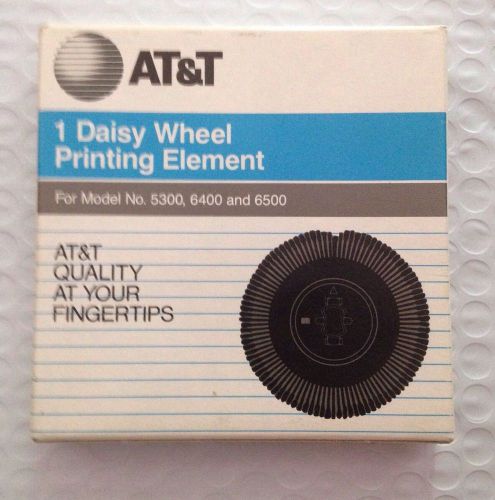 AT&T
1 Daisy Wheel
Printing Element
For Model No. 5300, 6400 and 6500
AT&T
QUALITY
AT YOUR
FINGERTIPS